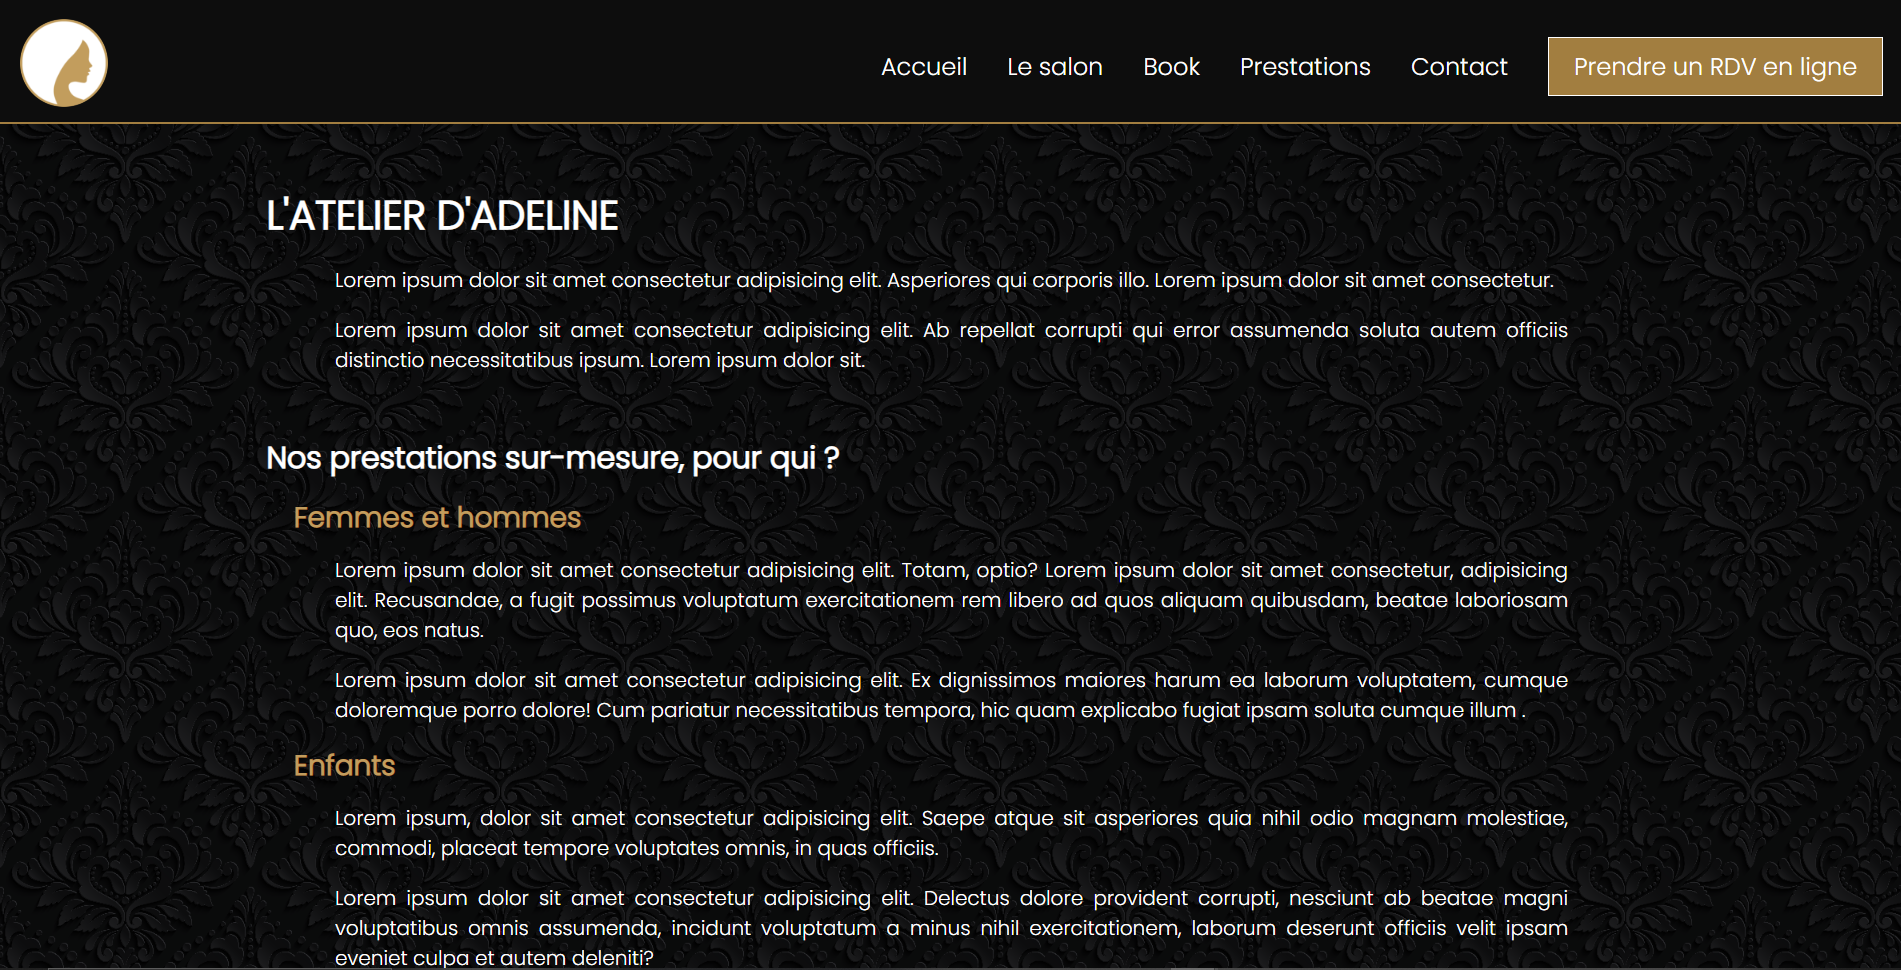 Accueil Le salon Book Prestations Contact Prendre un RDV en ligne
L'ATELIER D'ADELINE
Lorem ipsum dolor sit amet consectetur adipisicing elit. Asperiores qui corporis illo. Lorem ipsum dolor sit amet consectetur.
Lorem ipsum dolor sit amet consectetur adipisicing elit. Ab repellat corrupti qui error assumenda soluta autem officiis
distinctio necessitatibus ipsum. Lorem ipsum dolor sit.
Nos prestations sur-mesure, pour qui ?
Femmes et hommes
Lorem ipsum dolor sit amet consectetur adipisicing elit. Totam, optio? Lorem ipsum dolor sit amet consectetur, adipisicing
elit. Recusandae, a fugit possimus voluptatum exercitationem rem libero ad quos aliquam quibusdam, beatae laboriosam
quo, eos natus.
Lorem ipsum dolor sit amet consectetur adipisicing elit. Ex dignissimos maiores harum ea laborum voluptatem, cumque
doloremque porro dolore! Cum pariatur necessitatibus tempora, hic quam explicabo fugiat ipsam soluta cumque illum .
Enfants
Lorem ipsum, dolor sit amet consectetur adipisicing elit. Saepe atque sit asperiores quia nihil odio magnam molestiae,
commodi, placeat tempore voluptates omnis, in quas officiis.
Lorem ipsum dolor sit amet consectetur adipisicing elit. Delectus dolore provident corrupti, nesciunt ab beatae magni
voluptatibus omnis assumenda, incidunt voluptatum a minus nihil exercitationem, laborum deserunt officiis velit ipsam
eveniet culpa et autem deleniti?